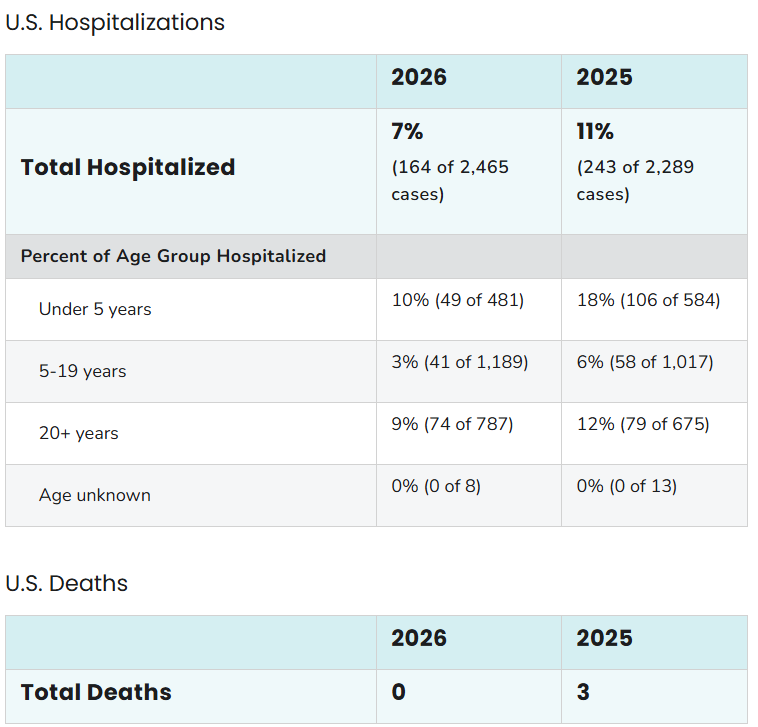 U.S. Hospitalizations
2026 2025
Total Hospitalized
7%
(164 of 2,465
cases)
11%
(243 of 2,289
cases)
Percent of Age Group Hospitalized
Under 5 years 10% (49 of 481) 18% (106 of 584)
5-19 years 3% (41 of 1,189) 6% (58 of 1,017)
20+ years 9% (74 of 787) 12% (79 of 675)
Age unknown 0% (0 of 8) 0% (0 of 13)
U.S. Deaths
2026 2025
Total Deaths 0 3